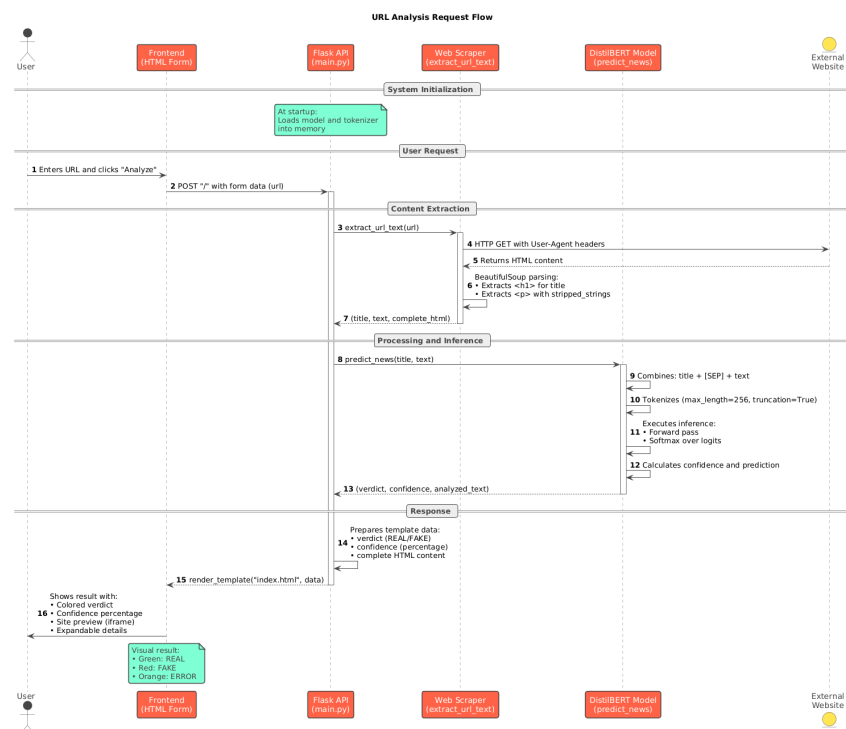 URL Analysis Request Flow
User
Frontend
(HTML Form)
Flask API
(main.py)
Web Scraper
(extract_url_text)
DistilBERT Model
(predict_news)
External
Website
System Initialization
At startup:
Loads model and tokenizer
into memory
User Request
1 Enters URL and clicks "Analyze"
2 POST "/" with form data (url)
Content Extraction
3 extract_url_text(url)
4 HTTP GET with User-Agent headers
5 Returns HTML content
BeautifulSoup parsing:
6 • Extracts <h1> for title
• Extracts <p> with stripped_strings
7 (title, text, complete_html)
Processing and Inference
8 predict_news(title, text)
9 Combines: title + [SEP] + text
10 Tokenizes (max_length=256, truncation=True)
Executes inference:
11 • Forward pass
• Softmax over logits
12 Calculates confidence and prediction
13 (verdict, confidence, analyzed_text)
Response
Prepares template data:
• verdict (REAL/FAKE)
14 • confidence (percentage)
• complete HTML content
15 render_template("index.html", data)
Shows result with:
• Colored verdict
16 • Confidence percentage
• Site preview (iframe)
• Expandable details
Visual result:
• Green: REAL
• Red: FAKE
• Orange: ERROR
User
Frontend
(HTML Form)
Flask API
(main.py)
Web Scraper
(extract_url_text)
DistilBERT Model
(predict_news)
External
Website